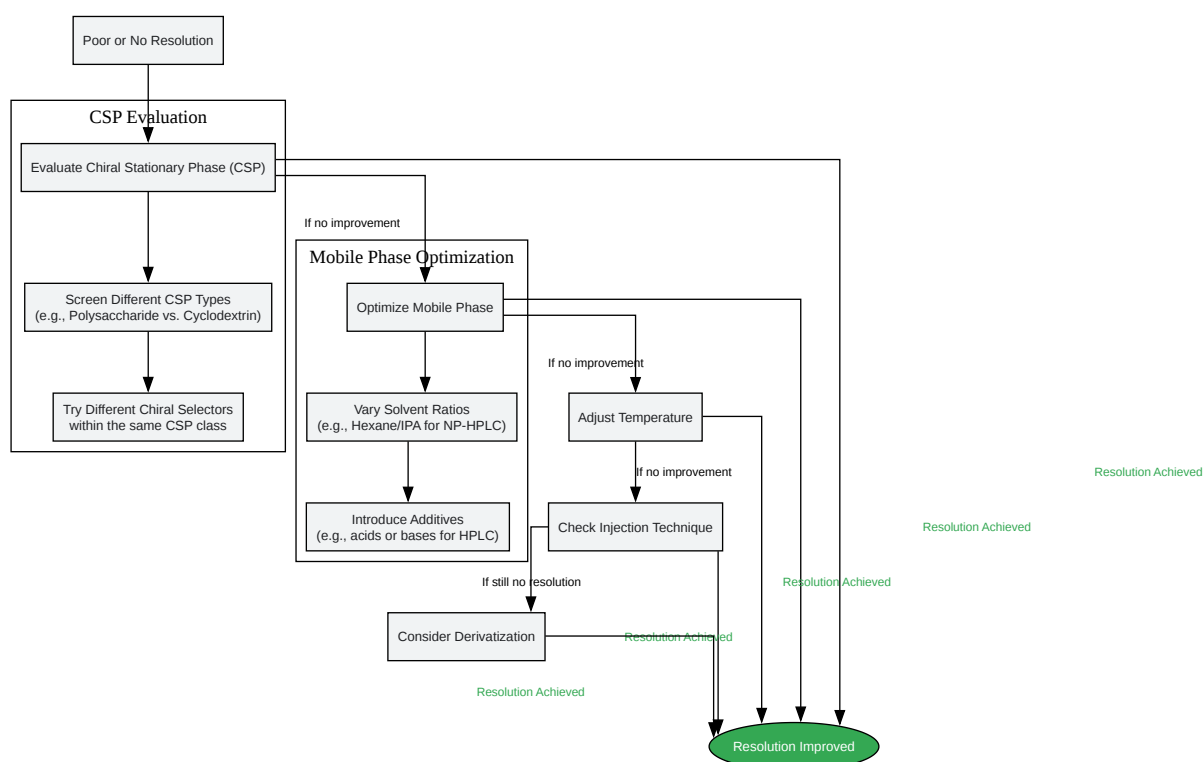 Poor or No Resolution
CSP Evaluation
Evaluate Chiral Stationary Phase (CSP)
If no improvement
Mobile Phase Optimization
Screen Different CSP Types
(e.g., Polysaccharide vs. Cyclodextrin)
Optimize Mobile Phase
If no improvement
Try Different Chiral Selectors
within the same CSP class
Vary Solvent Ratios
(e.g., Hexane/IPA for NP-HPLC)
Adjust Temperature
If no improvement
Resolution Achieved
Introduce Additives
(e.g., acids or bases for HPLC)
Check Injection Technique
Resolution Achieved
If still no resolution
Resolution Achieved
Consider Derivatization
Resolution Achieved
Resolution Achieved
Resolution Improved